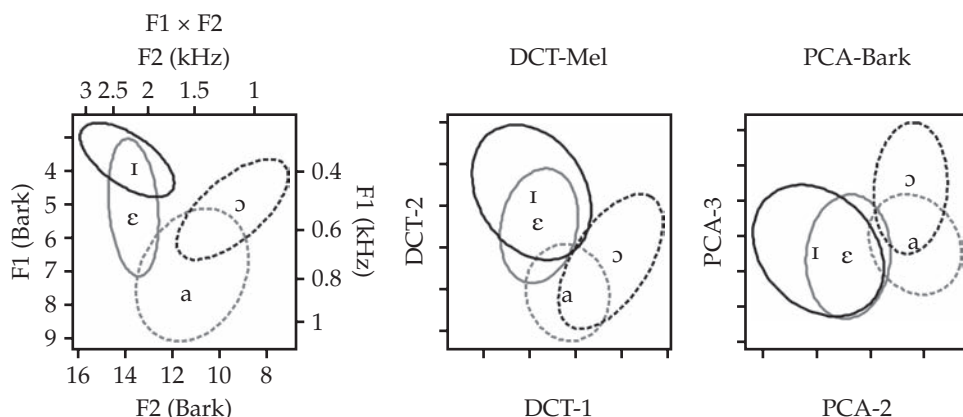 F1 × F2
F2 (kHz)
3 2.5 2 1.5 1
DCT-Mel
PCA-Bark
F1 (Bark)
4
5
6
7
8
9
ɪ
ɛ
ɔ
a
0.4
0.6
0.8
1
F1 (kHz)
16 14 12 10 8
F2 (Bark)
DCT-2
ɪ
ɛ
ɔ
a
DCT-1
PCA-3
ɔ
a
ɪ ɛ
PCA-2